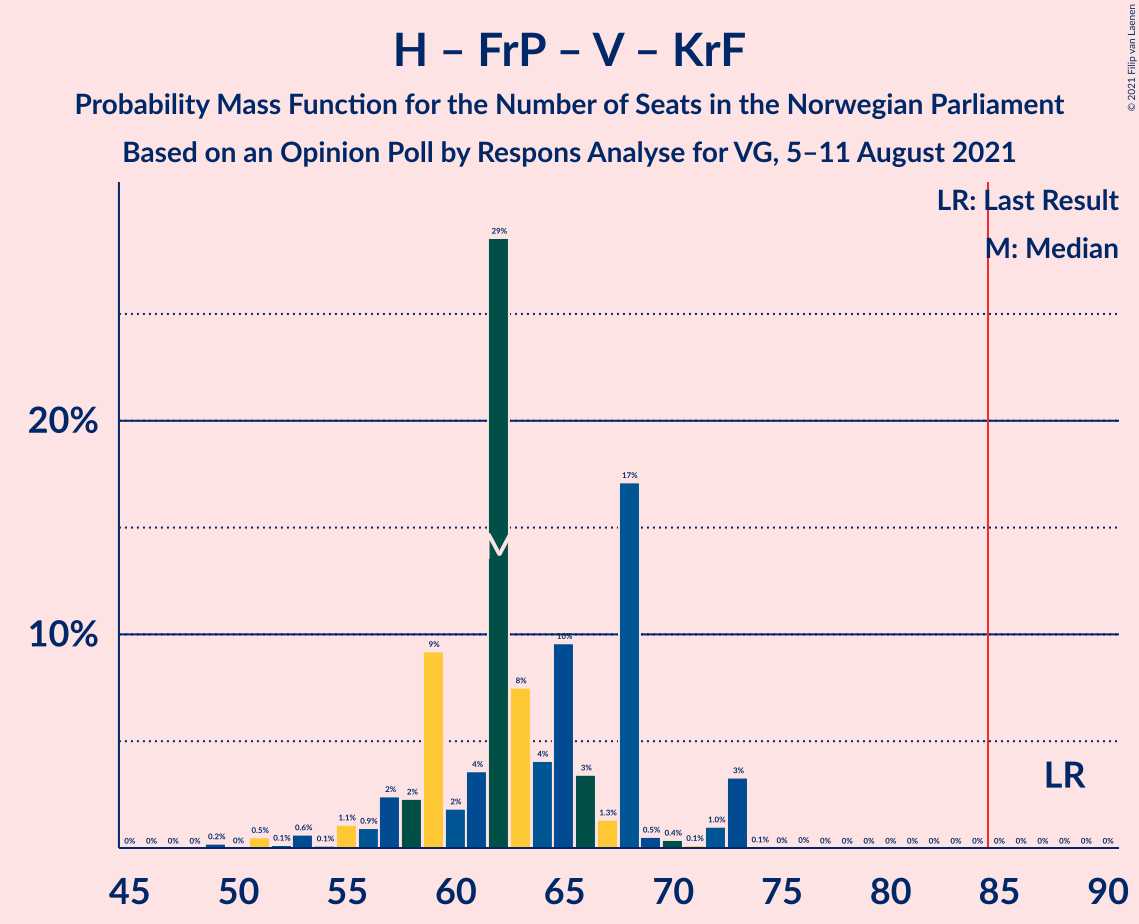 H – FrP – V – KrF
Probability Mass Function for the Number of Seats in the Norwegian Parliament
Based on an Opinion Poll by Respons Analyse for VG, 5–11 August 2021
© 2021 Filip van Laenen
LR: Last Result
M: Median
20%
10%
0% 0% 0% 0% 0.2% 0% 0.5% 0.1% 0.6% 0.1% 1.1% 0.9% 2% 2% 9% 2% 4% 29% 8% 4% 10% 3% 1.3% 17% 0.5% 0.4% 0.1% 1.0% 3% 0.1% 0% 0% 0% 0% 0% 0% 0% 0% 0% 0% 0% 0% 0% 0% 0% 0%
M
LR
45 50 55 60 65 70 75 80 85 90